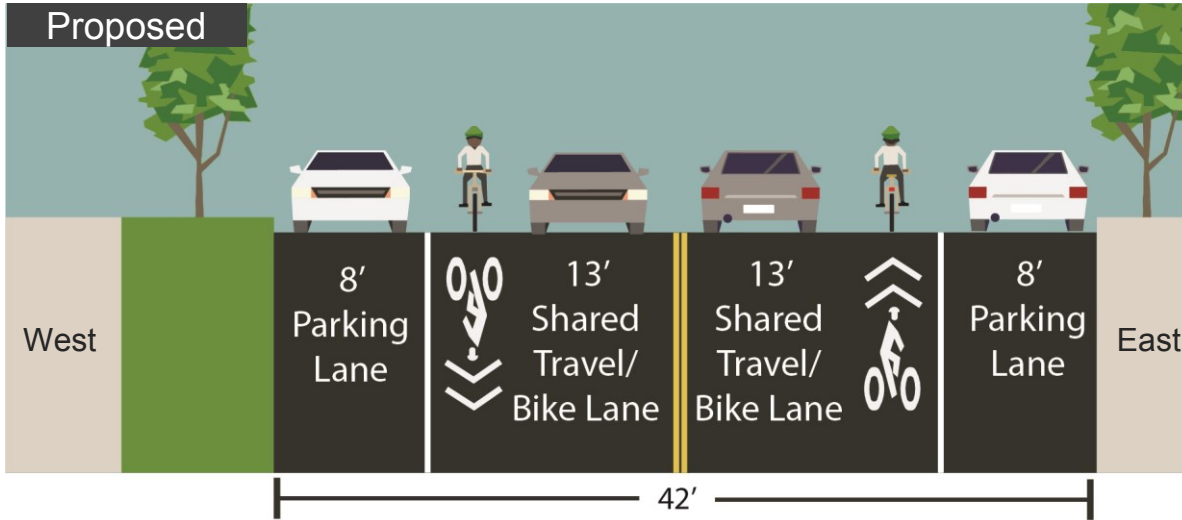 Proposed
West
8’
Parking
Lane
13’
Shared
Travel/
Bike Lane
13’
Shared
Travel/
Bike Lane
8’
Parking
Lane
East
42’